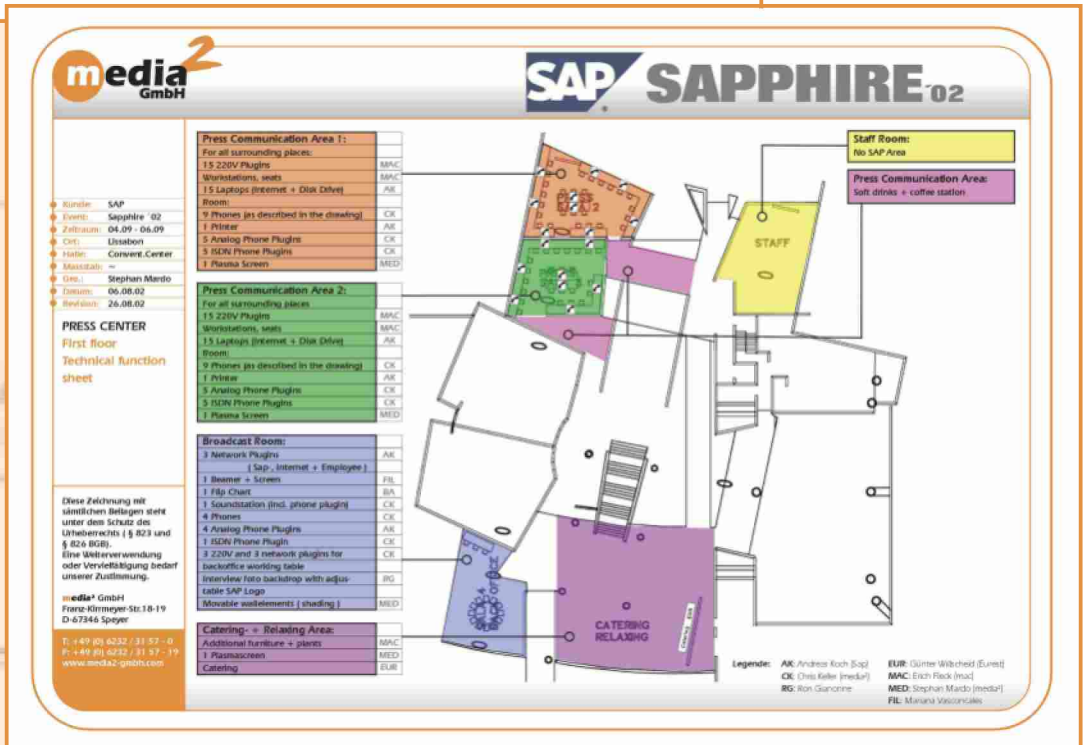 media2
GmbH
SAP SAPPHIRE ´02
Kunde: SAP
Event: Sapphire ´02
Zeitraum: 04.09 - 06.09
Ort: Lissabon
Halle: Convent.Center
Massstab: ~
Gez.: Stephan Mardo
Datum: 06.08.02
Revision: 26.08.02
PRESS CENTER
First floor
Technical function
sheet
Diese Zeichnung mit
sämtlichen Beilagen steht
unter dem Schutz des
Urheberrechts ( § 823 und
§ 826 BGB).
Eine Weiterverwendung
oder Vervielfältigung bedarf
unserer Zustimmung.
media² GmbH
Franz-Kirrmeyer-Str.18-19
D-67346 Speyer
T: +49 (0) 6232 / 31 57 - 0
F: +49 (0) 6232 / 31 57 - 19
www.media2-gmbh.com
Press Communication Area 1:
For all surrounding places:
15 220V Plugins MAC
Workstations, seats MAC
15 Laptops (Internet + Disk Drive) AK
Room:
9 Phones (as described in the drawing) CK
1 Printer AK
5 Analog Phone Plugins CK
5 ISDN Phone Plugins CK
1 Plasma Screen MED
Press Communication Area 2:
For all surrounding places
15 220V Plugins MAC
Workstations, seats MAC
15 Laptops (Internet + Disk Drive) AK
Room:
9 Phones (as described in the drawing) CK
1 Printer AK
5 Analog Phone Plugins CK
5 ISDN Phone Plugins CK
1 Plasma Screen MED
Broadcast Room:
3 Network Plugins AK
( Sap-, Internet + Employee )
1 Beamer + Screen FIL
1 Flip Chart BA
1 Soundstation (incl. phone plugin) CK
4 Phones CK
4 Analog Phone Plugins AK
1 ISDN Phone Plugin CK
3 220V and 3 network plugins for CK
backoffice working table
Interview foto backdrop with adjus- RG
table SAP Logo
Movable wallelements ( shading ) MED
Catering- + Relaxing Area:
Additional furniture + plants MAC
1 Plasmascreen MED
Catering EUR
Staff Room:
No SAP Area
Press Communication Area:
Soft drinks + coffee station
STAFF
SALA 4
BACK OFFICE
CATERING
RELAXING
Catering EUR
Legende: AK: Andreas Koch (Sap)
CK: Chris Keller (media²)
RG: Ron Gianonne
EUR: Günter Willscheid (Eurest)
MAC: Erich Fleck (mac)
MED: Stephan Mardo (media²)
FIL: Mariana Vasconcales